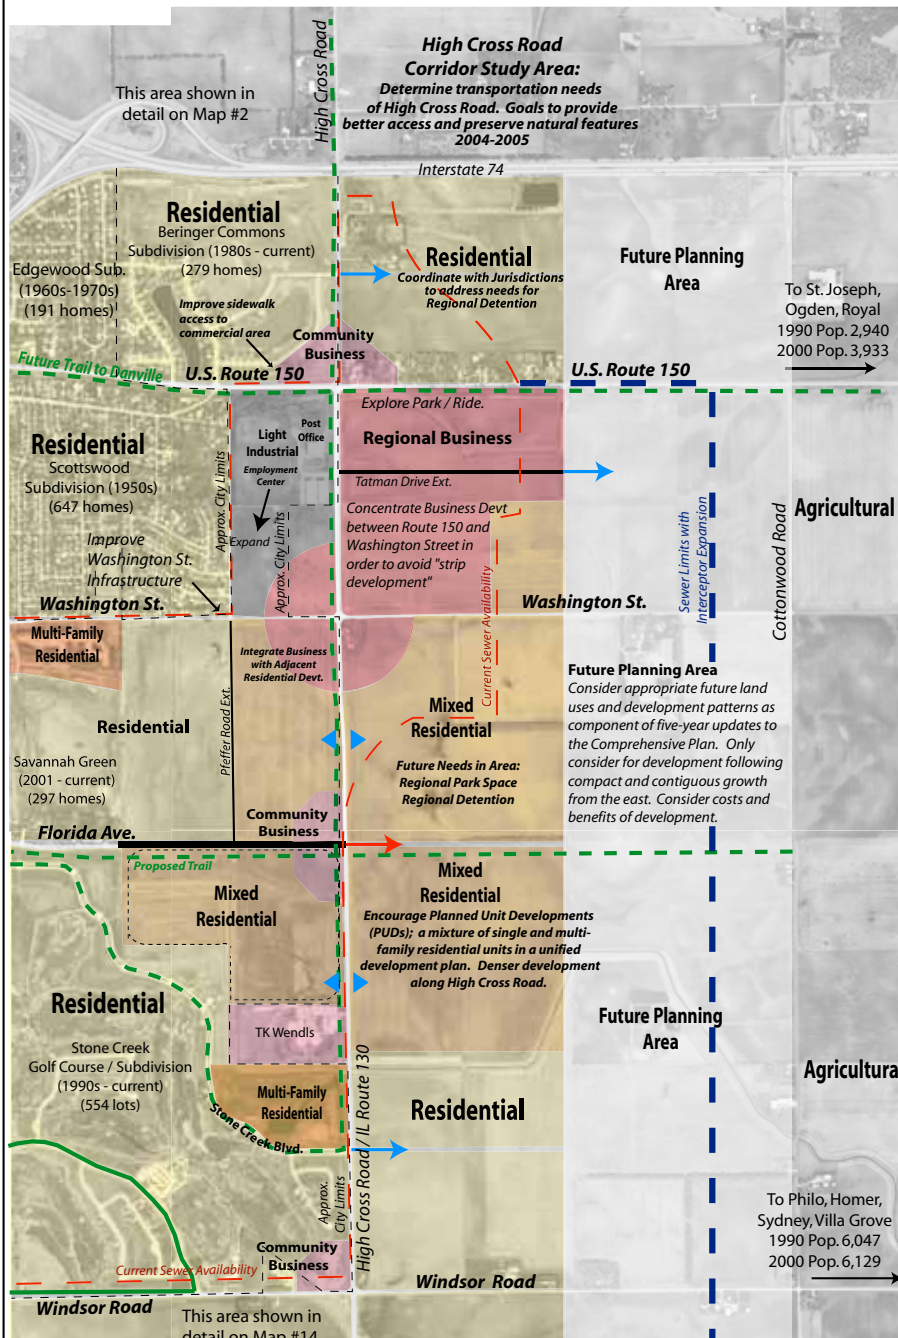 High Cross Road
High Cross Road
Corridor Study Area:
Determine transportation needs
of High Cross Road. Goals to provide
better access and preserve natural features
2004-2005
This area shown in
detail on Map #2
Interstate 74
Residential
Beringer Commons
Subdivision (1980s - current)
(279 homes)
Edgewood Sub.
(1960s-1970s)
(191 homes)
Improve sidewalk
access to
commercial area
Residential
Coordinate with Jurisdictions
to address needs for
Regional Detention
Future Planning
Area
To St. Joseph,
Ogden, Royal
1990 Pop. 2,940
2000 Pop. 3,933
Community
Business
Future Trail to Danville
U.S. Route 150
U.S. Route 150
Explore Park / Ride.
Regional Business
Tatman Drive Ext.
Concentrate Business Devt
between Route 150 and
Washington Street in
order to avoid "strip
development"
Post
Office
Light
Industrial
Employment
Center
Expand
Approx. City Limits
Approx. City Limits
Residential
Scottswood
Subdivision (1950s)
(647 homes)
Improve
Washington St.
Infrastructure
Agricultural
Sewer Limits with
Interceptor Expansion
Cottonwood Road
Current Sewer Availability
Washington St.
Washington St.
Multi-Family
Residential
Integrate Business
with Adjacent
Residential Devt.
Pfeffer Road Ext.
Residential
Savannah Green
(2001 - current)
(297 homes)
Mixed
Residential
Future Needs in Area:
Regional Park Space
Regional Detention
Future Planning Area
Consider appropriate future land
uses and development patterns as
component of five-year updates to
the Comprehensive Plan. Only
consider for development following
compact and contiguous growth
from the east. Consider costs and
benefits of development.
Community
Business
Florida Ave.
Proposed Trail
Mixed
Residential
Mixed
Residential
Encourage Planned Unit Developments
(PUDs); a mixture of single and multi-
family residential units in a unified
development plan. Denser development
along High Cross Road.
Residential
Stone Creek
Golf Course / Subdivision
(1990s - current)
(554 lots)
TK Wendls
Future Planning
Area
Multi-Family
Residential
Stone Creek Blvd.
High Cross Road / IL Route 130
Residential
Agricultura
Approx.
City Limits
To Philo, Homer,
Sydney, Villa Grove
1990 Pop. 6,047
2000 Pop. 6,129
Community
Business
Current Sewer Availability
Windsor Road
Windsor Road
This area shown in
detail on Map #14